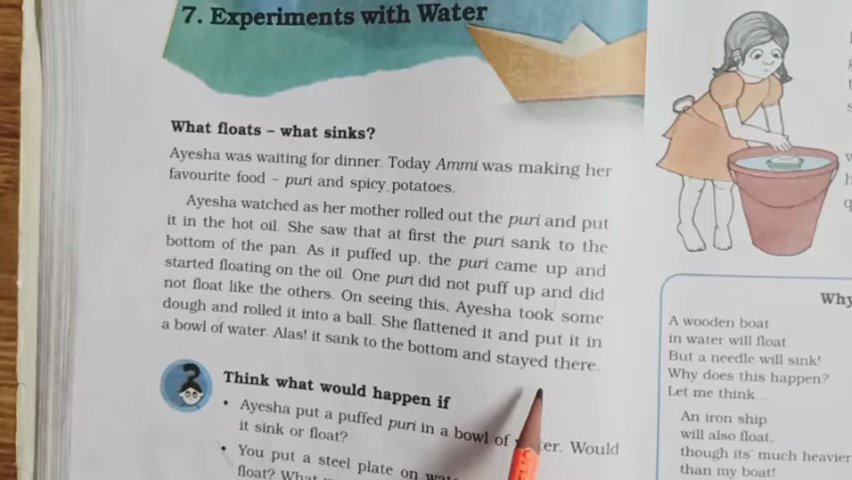 7. Experiments with Water
What floats – what sinks?
Ayesha was waiting for dinner. Today Ammi was making her
favourite food – puri and spicy potatoes.
Ayesha watched as her mother rolled out the puri and put
it in the hot oil. She saw that at first the puri sank to the
bottom of the pan. As it puffed up, the puri came up and
started floating on the oil. One puri did not puff up and did
not float like the others. On seeing this, Ayesha took some
dough and rolled it into a ball. She flattened it and put it in
a bowl of water. Alas! it sank to the bottom and stayed there.
Think what would happen if
• Ayesha put a puffed puri in a bowl of Would
it sink or float?
• You put a steel plate on
float?
Why
A wooden boat
in water will float.
But a needle will sink!
Why does this happen?
Let me think...
An iron ship
will also float,
though its' much heavier
than my boat!